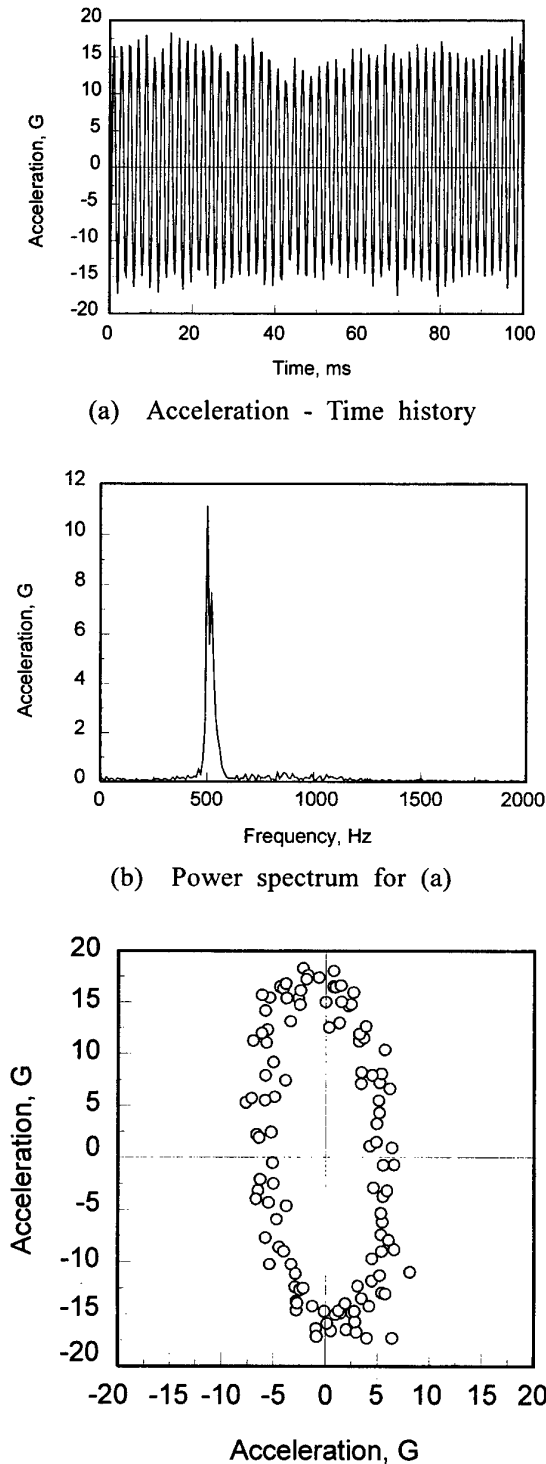 20
15
10
5
0
-5
-10
-15
-20
Acceleration, G
0 20 40 60 80 100
Time, ms
(a) Acceleration - Time history
12
10
8
6
4
2
0
Acceleration, G
0 500 1000 1500 2000
Frequency, Hz
(b) Power spectrum for (a)
20
15
10
5
0
-5
-10
-15
-20
Acceleration, G
-20 -15 -10 -5 0 5 10 15 20
Acceleration, G